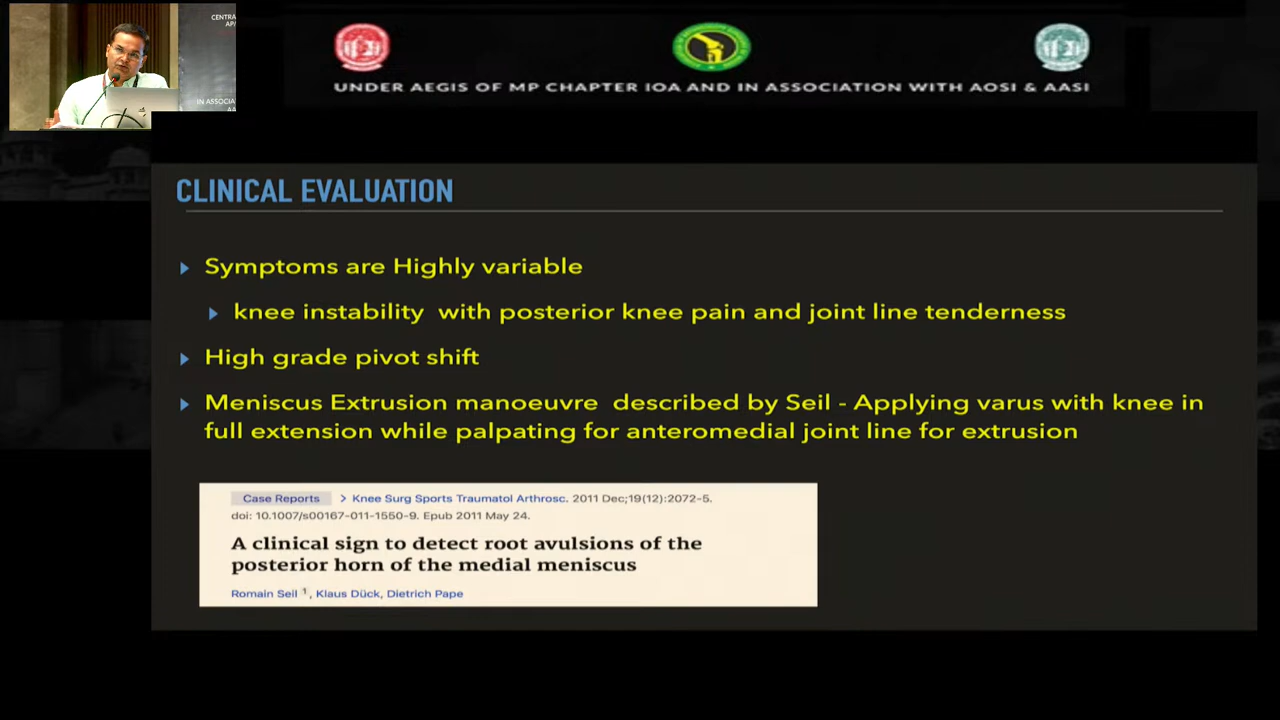 CENTRA
AP
IN ASSOCIA
UNDER AEGIS OF MP CHAPTER IOA AND IN ASSOCIATION WITH AOSI & AASI
CLINICAL EVALUATION
Symptoms are Highly variable
knee instability with posterior knee pain and joint line tenderness
High grade pivot shift
Meniscus Extrusion manoeuvre described by Seil - Applying varus with knee in
full extension while palpating for anteromedial joint line for extrusion
Case Reports > Knee Surg Sports Traumatol Arthrosc. 2011 Dec;19(12):2072-5.
doi: 10.1007/s00167-011-1550-9. Epub 2011 May 24.
A clinical sign to detect root avulsions of the
posterior horn of the medial meniscus
Romain Seil 1, Klaus Dück, Dietrich Pape